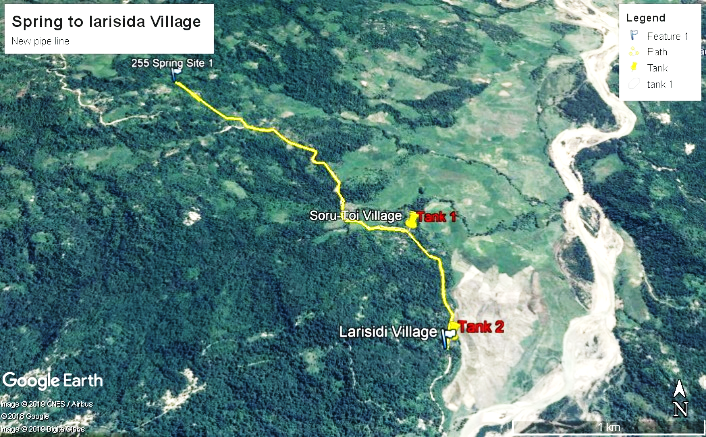 Spring to larisida Village
New pipe line
Legend
Feature 1
Path
Tank
tank 1
255 Spring Site 1
Soru-Toi Village
Tank 1
Larisidi Village
Tank 2
Google Earth
Image © 2019 CNES / Airbus
© 2018 Google
Image © 2019 DigitalGlobe
N
1 km